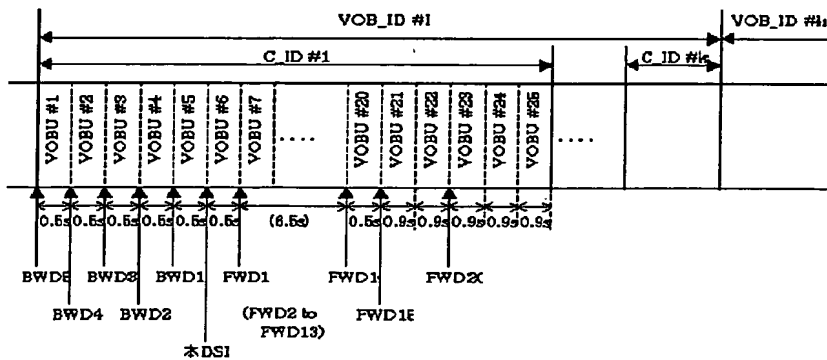 VOB_ID #1
VOB_ID #
C_ID #1
C_ID #k
VOBU #1
VOBU #2
VOBU #3
VOBU #4
VOBU #5
VOBU #6
VOBU #7
....
VOBU #20
VOBU #21
VOBU #22
VOBU #23
VOBU #24
VOBU #25
....
0.5s 0.5s 0.5s 0.5s 0.5s 0.5s (6.5s) 0.5s 0.9s 0.9s 0.9s 0.9s 0.9s
BWD3 BWD1 FWD1 FWD1 FWD20
BWD4 BWD2 (FWD2 to FWD13) FWD15
本DSI